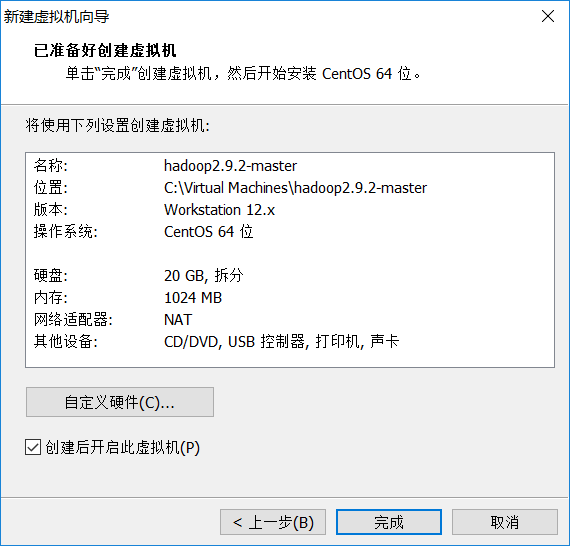 新建虚拟机向导
已准备好创建虚拟机
单击“完成”创建虚拟机，然后开始安装 CentOS 64 位。
将使用下列设置创建虚拟机:
名称: hadoop2.9.2-master
位置: C:\Virtual Machines\hadoop2.9.2-master
版本: Workstation 12.x
操作系统: CentOS 64 位
硬盘: 20 GB, 拆分
内存: 1024 MB
网络适配器: NAT
其他设备: CD/DVD, USB 控制器, 打印机, 声卡
自定义硬件(C)...
创建后开启此虚拟机(P)
< 上一步(B) 完成 取消